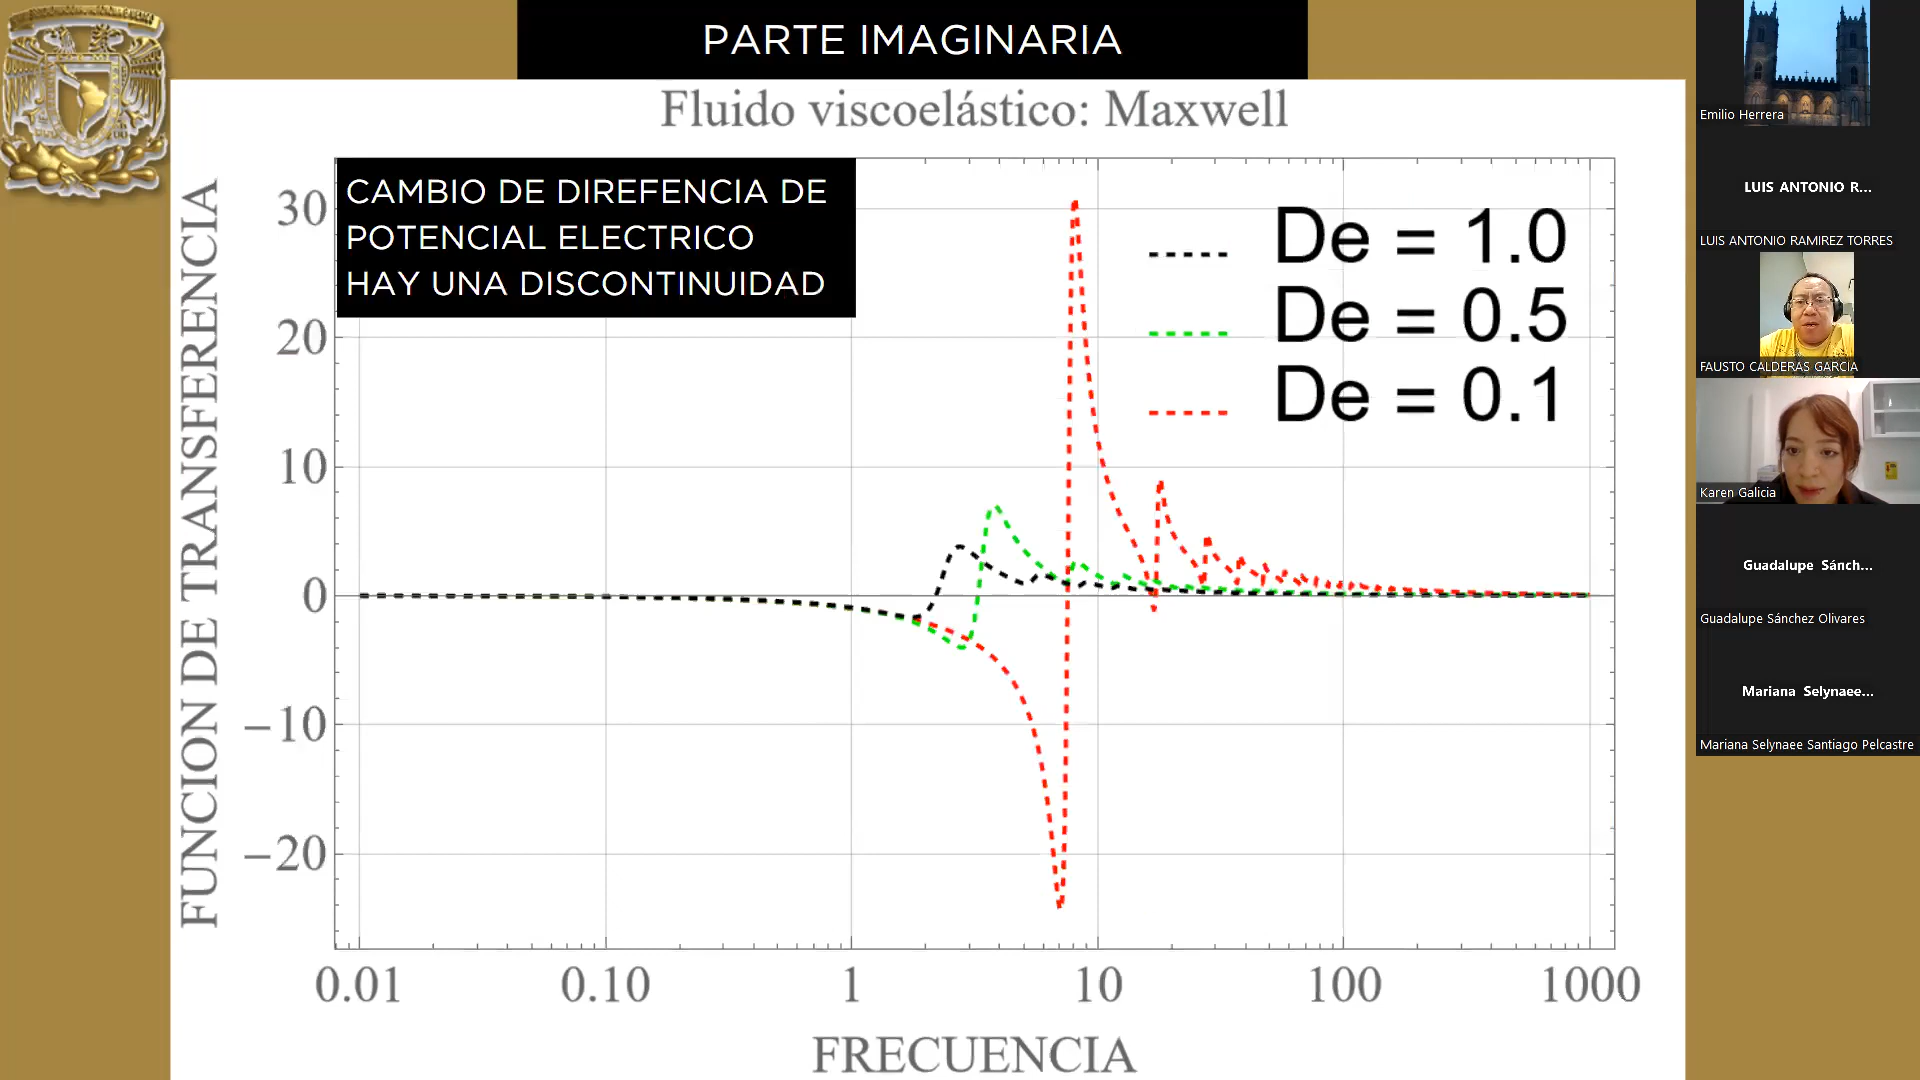 PARTE IMAGINARIA
Fluido viscoelástico: Maxwell
CAMBIO DE DIREFENCIA DE
POTENCIAL ELECTRICO
HAY UNA DISCONTINUIDAD
De = 1.0
De = 0.5
De = 0.1
FUNCION DE TRANSFERENCIA
30
20
10
0
−10
−20
0.01 0.10 1 10 100 1000
FRECUENCIA
Emilio Herrera
LUIS ANTONIO R...
LUIS ANTONIO RAMIREZ TORRES
FAUSTO CALDERAS GARCIA
Karen Galicia
Guadalupe Sánch...
Guadalupe Sánchez Olivares
Mariana Selynaee...
Mariana Selynaee Santiago Pelcastre